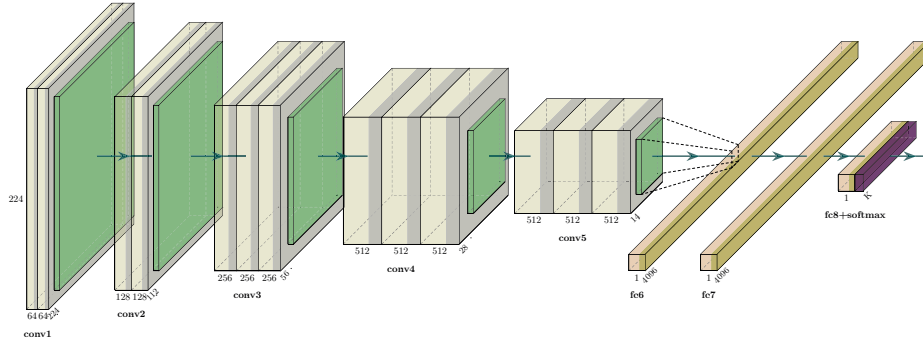 224
64 64 224
conv1
128 128 112
conv2
256 256 256 56
conv3
512 512 512 28
conv4
512 512 512 14
conv5
1 4096
fc6
1 4096
fc7
1 K
fc8+softmax